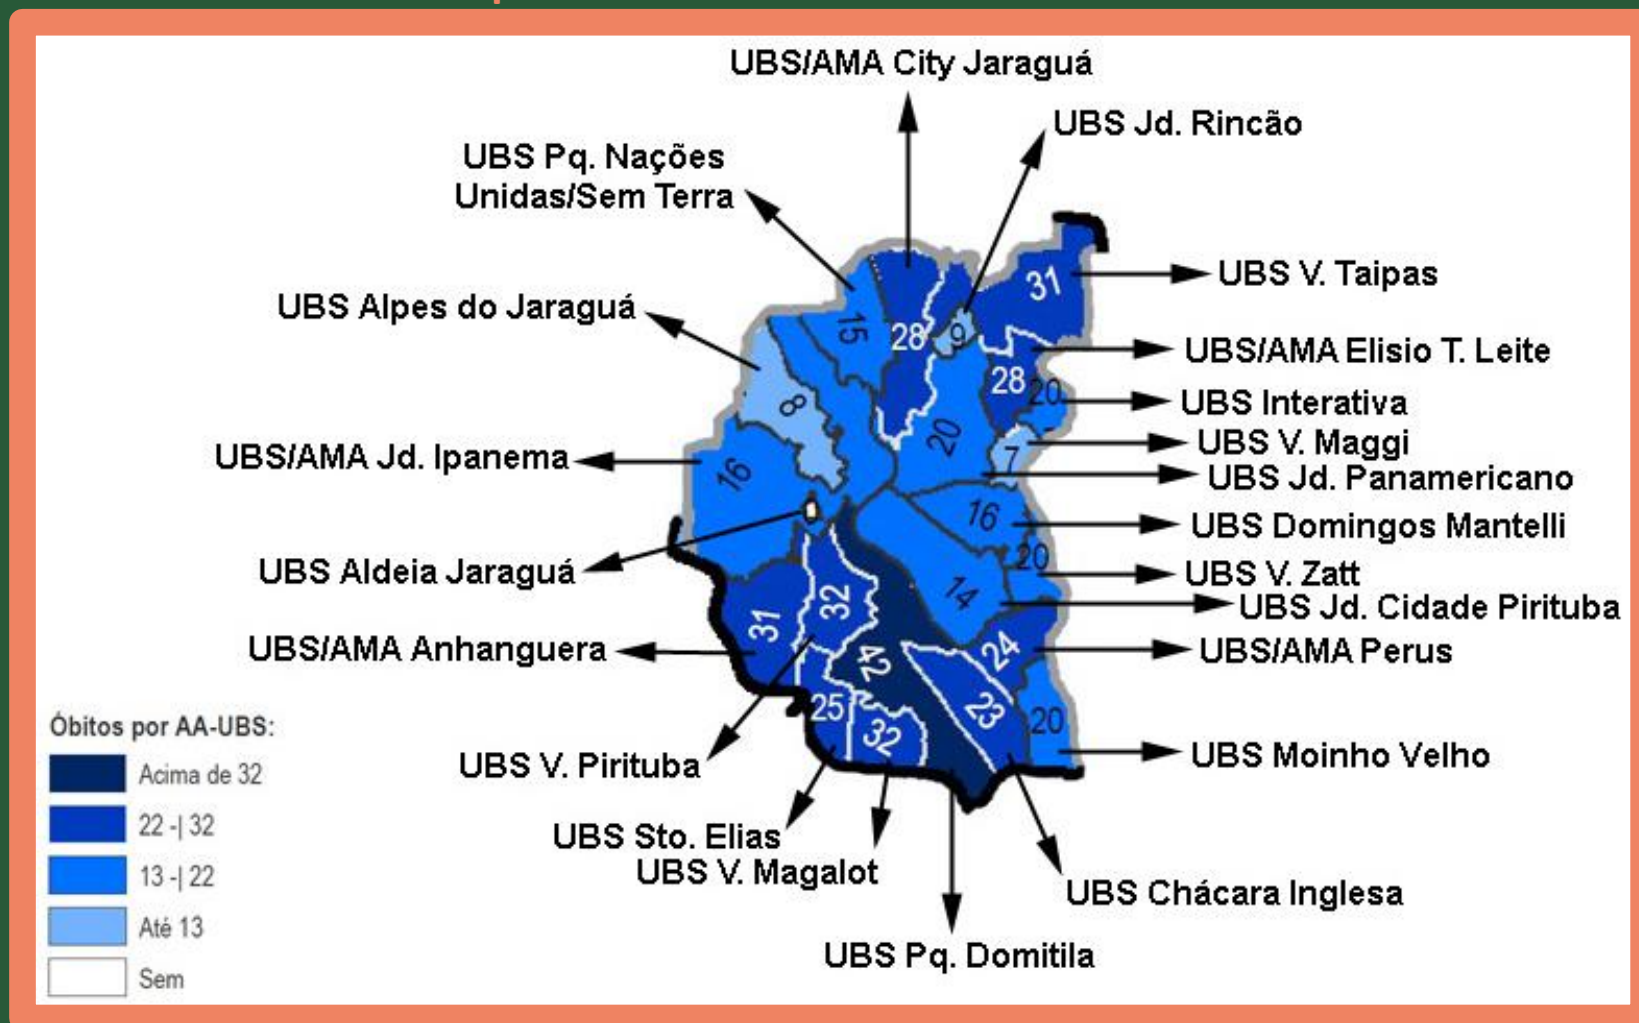 UBS/AMA City Jaraguá
UBS Jd. Rincão
UBS Pq. Nações
Unidas/Sem Terra
UBS V. Taipas
UBS Alpes do Jaraguá
UBS/AMA Elisio T. Leite
UBS Interativa
UBS V. Maggi
UBS/AMA Jd. Ipanema
UBS Jd. Panamericano
UBS Domingos Mantelli
UBS Aldeia Jaraguá
UBS V. Zatt
UBS Jd. Cidade Pirituba
UBS/AMA Anhanguera
UBS/AMA Perus
UBS V. Pirituba
UBS Moinho Velho
UBS Sto. Elias
UBS V. Magalot
UBS Chácara Inglesa
UBS Pq. Domitila
31
15
28
9
28
20
8
20
7
16
16
20
14
32
31
24
42
25
32
23
20
Óbitos por AA-UBS:
Acima de 32
22 -| 32
13 -| 22
Até 13
Sem